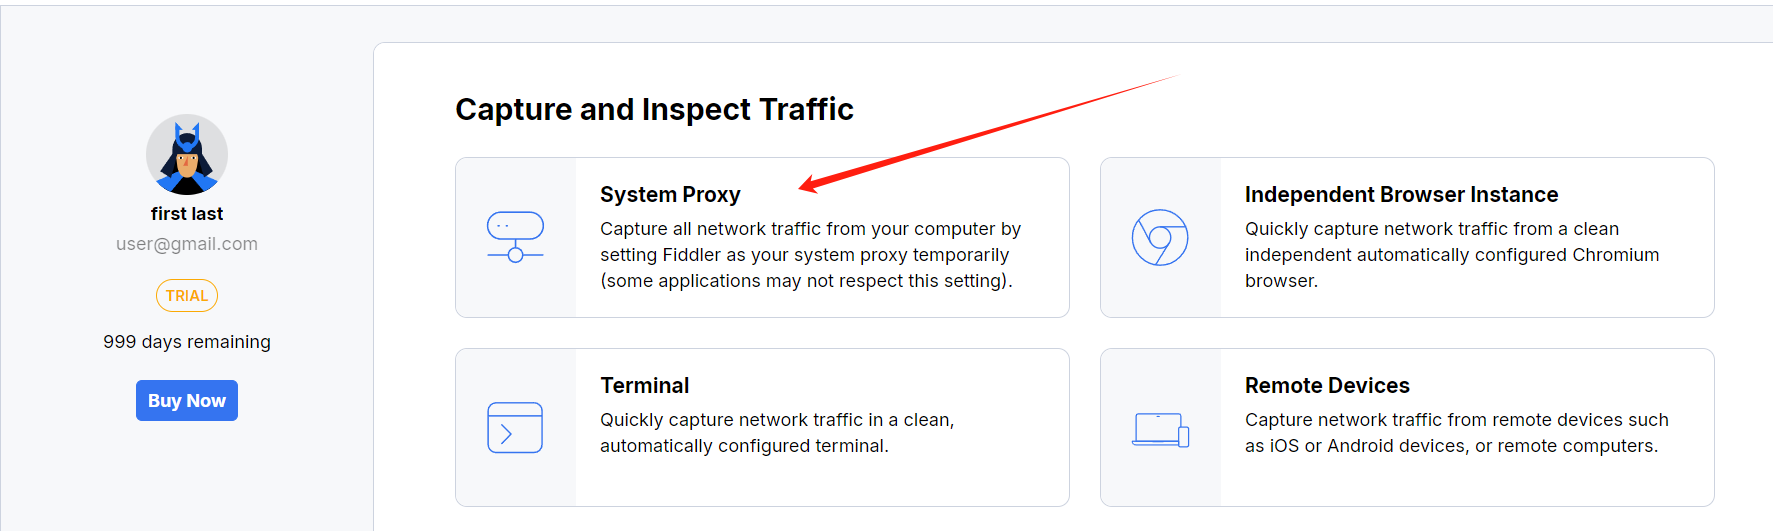 first last
user@gmail.com
TRIAL
999 days remaining
Buy Now
Capture and Inspect Traffic
System Proxy
Capture all network traffic from your computer by
setting Fiddler as your system proxy temporarily
(some applications may not respect this setting).
Independent Browser Instance
Quickly capture network traffic from a clean
independent automatically configured Chromium
browser.
Terminal
Quickly capture network traffic in a clean,
automatically configured terminal.
Remote Devices
Capture network traffic from remote devices such
as iOS or Android devices, or remote computers.